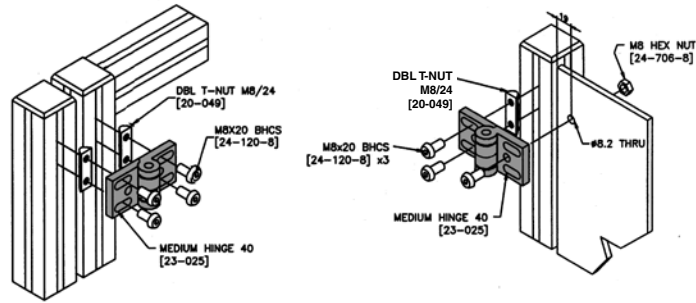 DBL T-NUT M8/24
[20-049]
M8X20 BHCS
[24-120-8]
MEDIUM HINGE 40
[23-025]
19
M8 HEX NUT
[24-706-8]
DBL T-NUT
M8/24
[20-049]
M8x20 BHCS
[24-120-8] x3
ø8.2 THRU
MEDIUM HINGE 40
[23-025]